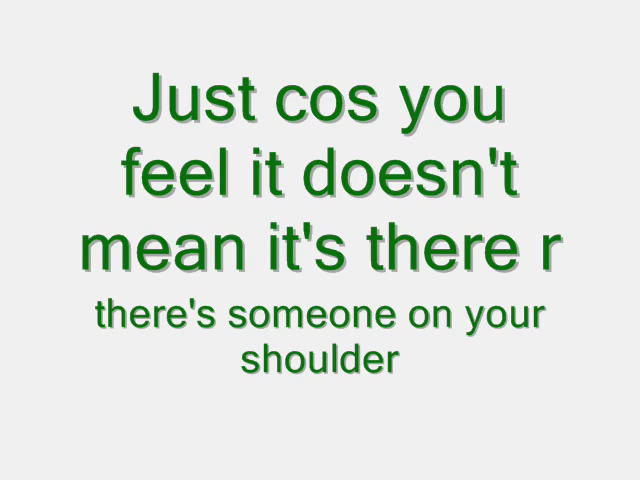 Just cos you
feel it doesn't
mean it's there r
there's someone on your
shoulder